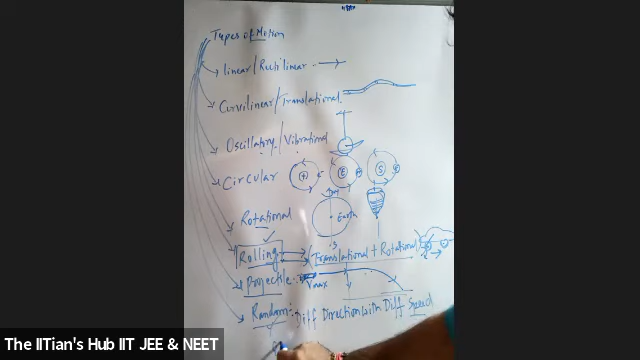 Types of Motion
Linear/Rectilinear
Curvilinear/Translational
Oscillatory/Vibrational
Circular
+ E S
Rotational
Earth
Rolling (Translational + Rotational)
Projectile Vmax
Random:- Diff Direction with Diff Speed
The IITian's Hub IIT JEE & NEET